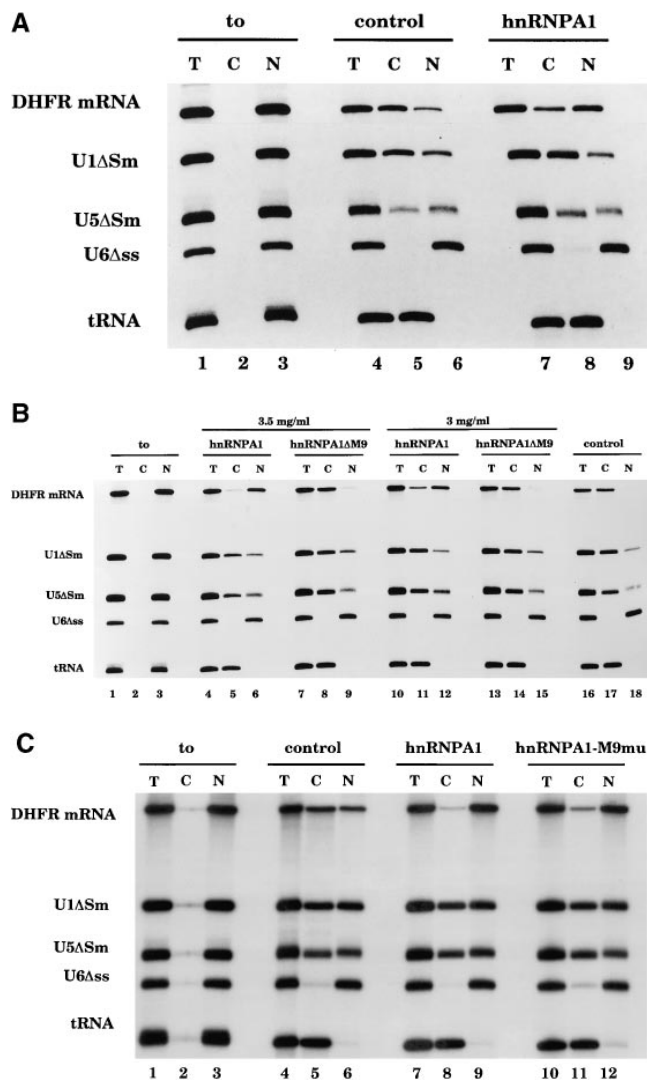 A
to control hnRNPA1
T C N T C N T C N
DHFR mRNA
U1ΔSm
U5ΔSm
U6Δss
tRNA
1 2 3 4 5 6 7 8 9
B
3.5 mg/ml 3 mg/ml
to hnRNPA1 hnRNPA1ΔM9 hnRNPA1 hnRNPA1ΔM9 control
T C N T C N T C N T C N T C N T C N
DHFR mRNA
U1ΔSm
U5ΔSm
U6Δss
tRNA
1 2 3 4 5 6 7 8 9 10 11 12 13 14 15 16 17 18
C
to control hnRNPA1 hnRNPA1-M9mu
T C N T C N T C N T C N
DHFR mRNA
U1ΔSm
U5ΔSm
U6Δss
tRNA
1 2 3 4 5 6 7 8 9 10 11 12